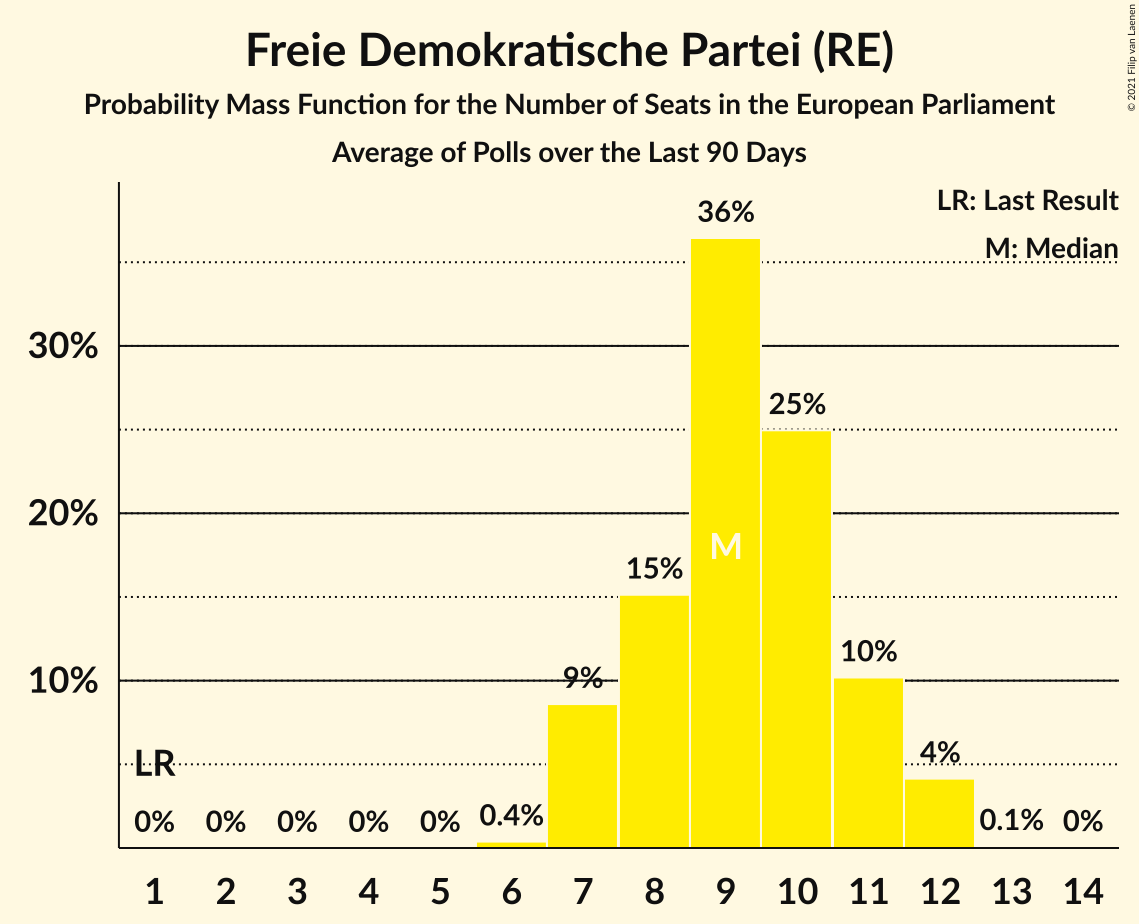 Freie Demokratische Partei (RE)
Probability Mass Function for the Number of Seats in the European Parliament
Average of Polls over the Last 90 Days
© 2021 Filip van Laenen
LR: Last Result
M: Median
36%
30%
25%
20%
M
15%
10%
10%
9%
LR
4%
0% 0% 0% 0% 0% 0.4% 0.1% 0%
1 2 3 4 5 6 7 8 9 10 11 12 13 14